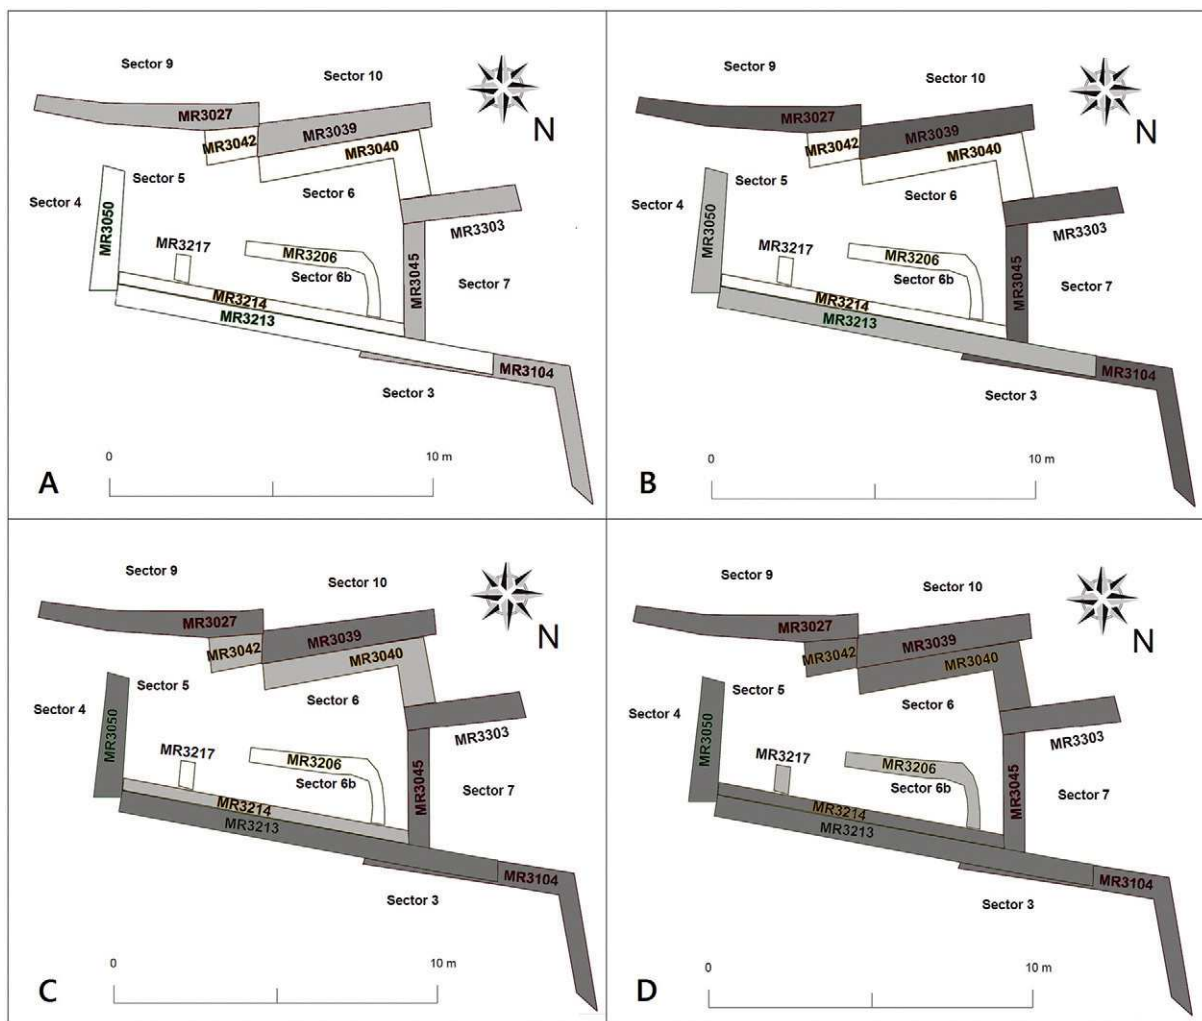 Sector 9
Sector 10
N
MR3027
MR3039
MR3042
MR3040
Sector 5
Sector 6
Sector 4
MR3050
MR3303
MR3217
MR3206
Sector 6b
MR3045
Sector 7
MR3214
MR3213
MR3104
Sector 3
0
10 m
A
Sector 9
Sector 10
N
MR3027
MR3039
MR3042
MR3040
Sector 5
Sector 6
Sector 4
MR3050
MR3303
MR3217
MR3206
Sector 6b
MR3045
Sector 7
MR3214
MR3213
MR3104
Sector 3
0
10 m
B
Sector 9
Sector 10
N
MR3027
MR3039
MR3042
MR3040
Sector 5
Sector 6
Sector 4
MR3050
MR3303
MR3217
MR3206
Sector 6b
MR3045
Sector 7
MR3214
MR3213
MR3104
Sector 3
0
10 m
C
Sector 9
Sector 10
N
MR3027
MR3039
MR3042
MR3040
Sector 5
Sector 6
Sector 4
MR3050
MR3303
MR3217
MR3206
Sector 6b
MR3045
Sector 7
MR3214
MR3213
MR3104
Sector 3
0
10 m
D